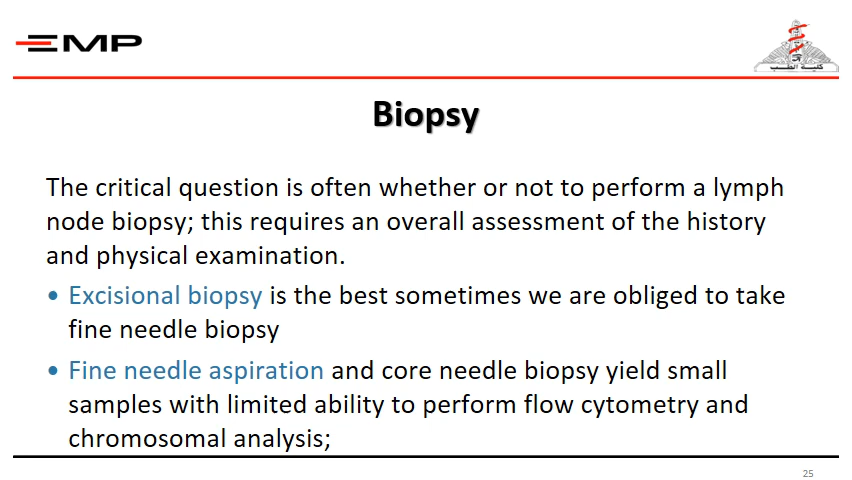 EMP
كلية الطب
Biopsy
The critical question is often whether or not to perform a lymph
node biopsy; this requires an overall assessment of the history
and physical examination.
• Excisional biopsy is the best sometimes we are obliged to take
fine needle biopsy
• Fine needle aspiration and core needle biopsy yield small
samples with limited ability to perform flow cytometry and
chromosomal analysis;
25